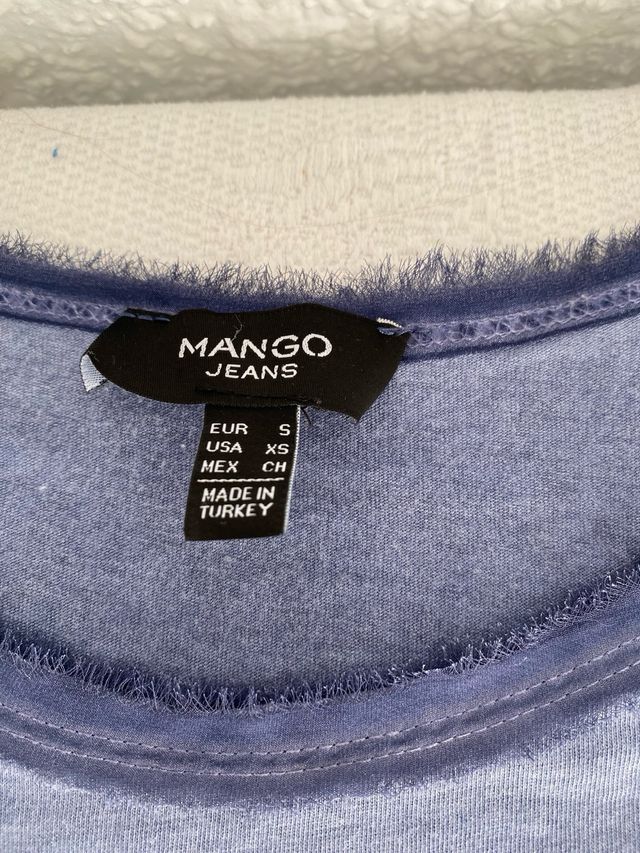 MANGO
JEANS
EUR S
USA XS
MEX CH
MADE IN
TURKEY